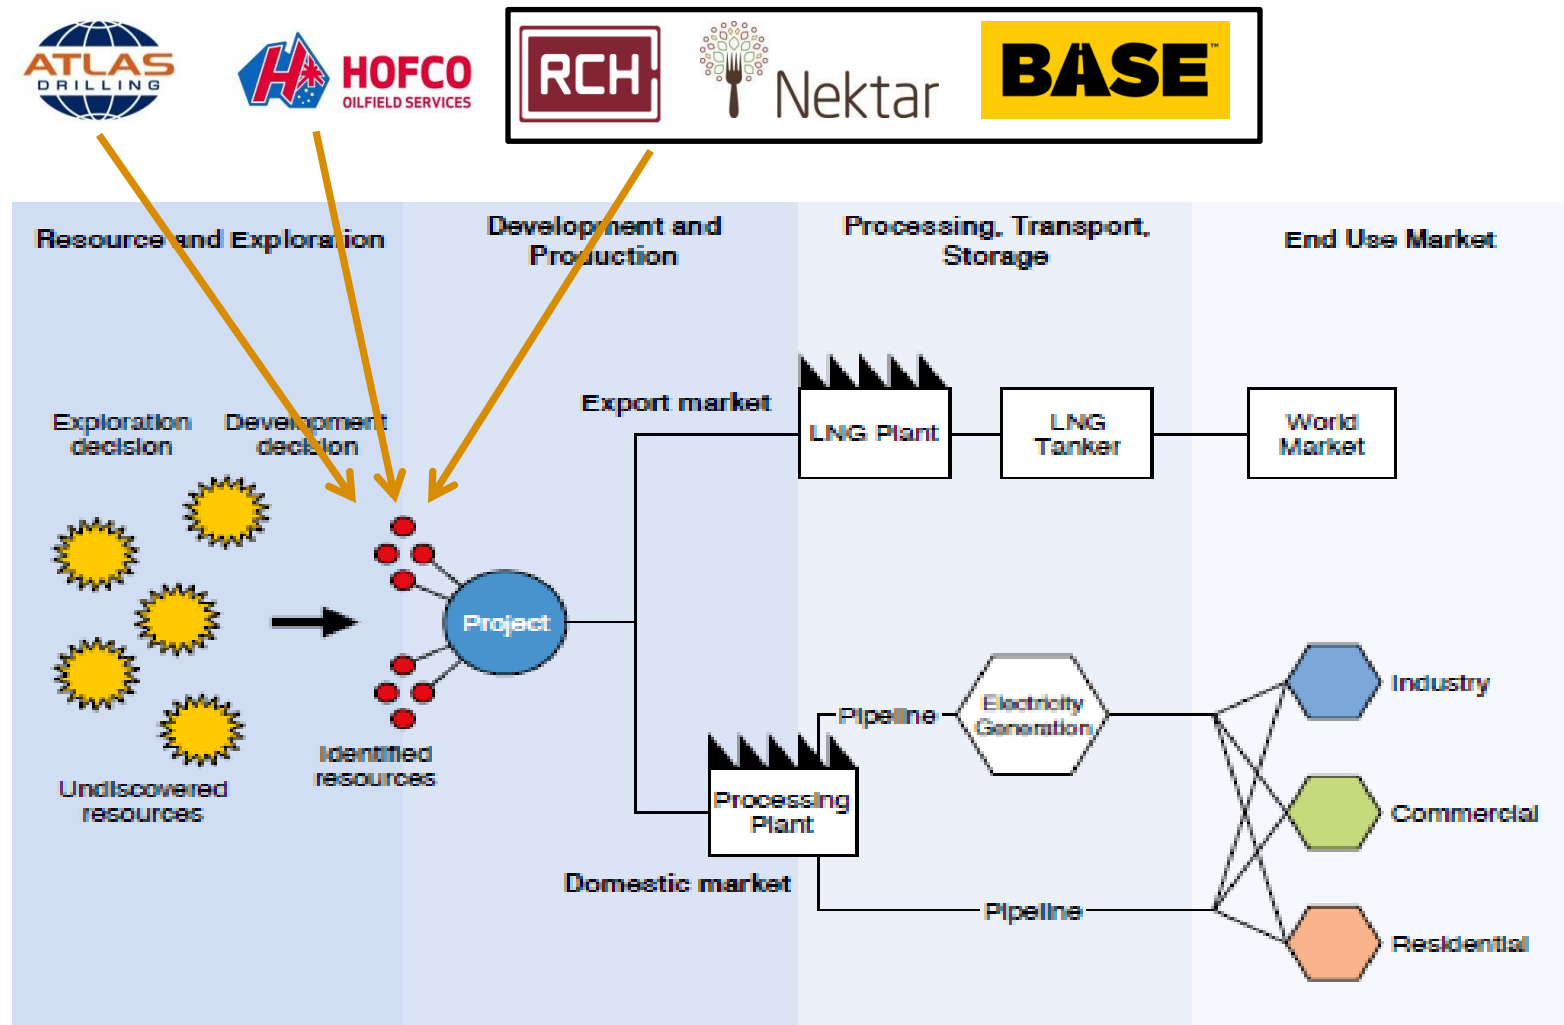 ATLAS
DRILLING
HOFCO
OILFIELD SERVICES
RCH
Nektar
BASE™
Resource and Exploration
Development and
Production
Processing, Transport,
Storage
End Use Market
Exploration
decision
Development
decision
Export market
LNG Plant
LNG
Tanker
World
Market
Project
Identified
resources
Undiscovered
resources
Pipeline
Electricity
Generation
Industry
Processing
Plant
Commercial
Domestic market
Pipeline
Residential